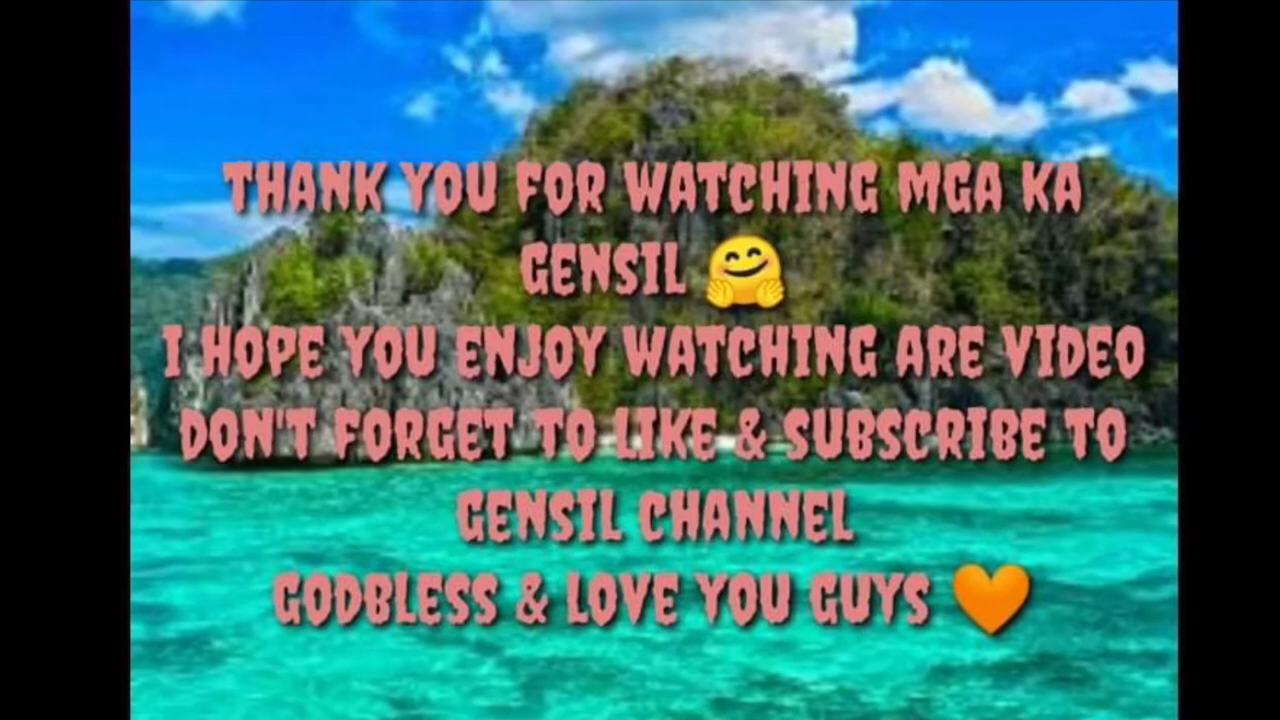 THANK YOU FOR WATCHING MGA KA
GENSIL 🤗
I HOPE YOU ENJOY WATCHING ARE VIDEO
DON'T FORGET TO LIKE & SUBSCRIBE TO
GENSIL CHANNEL
GODBLESS & LOVE YOU GUYS 🧡